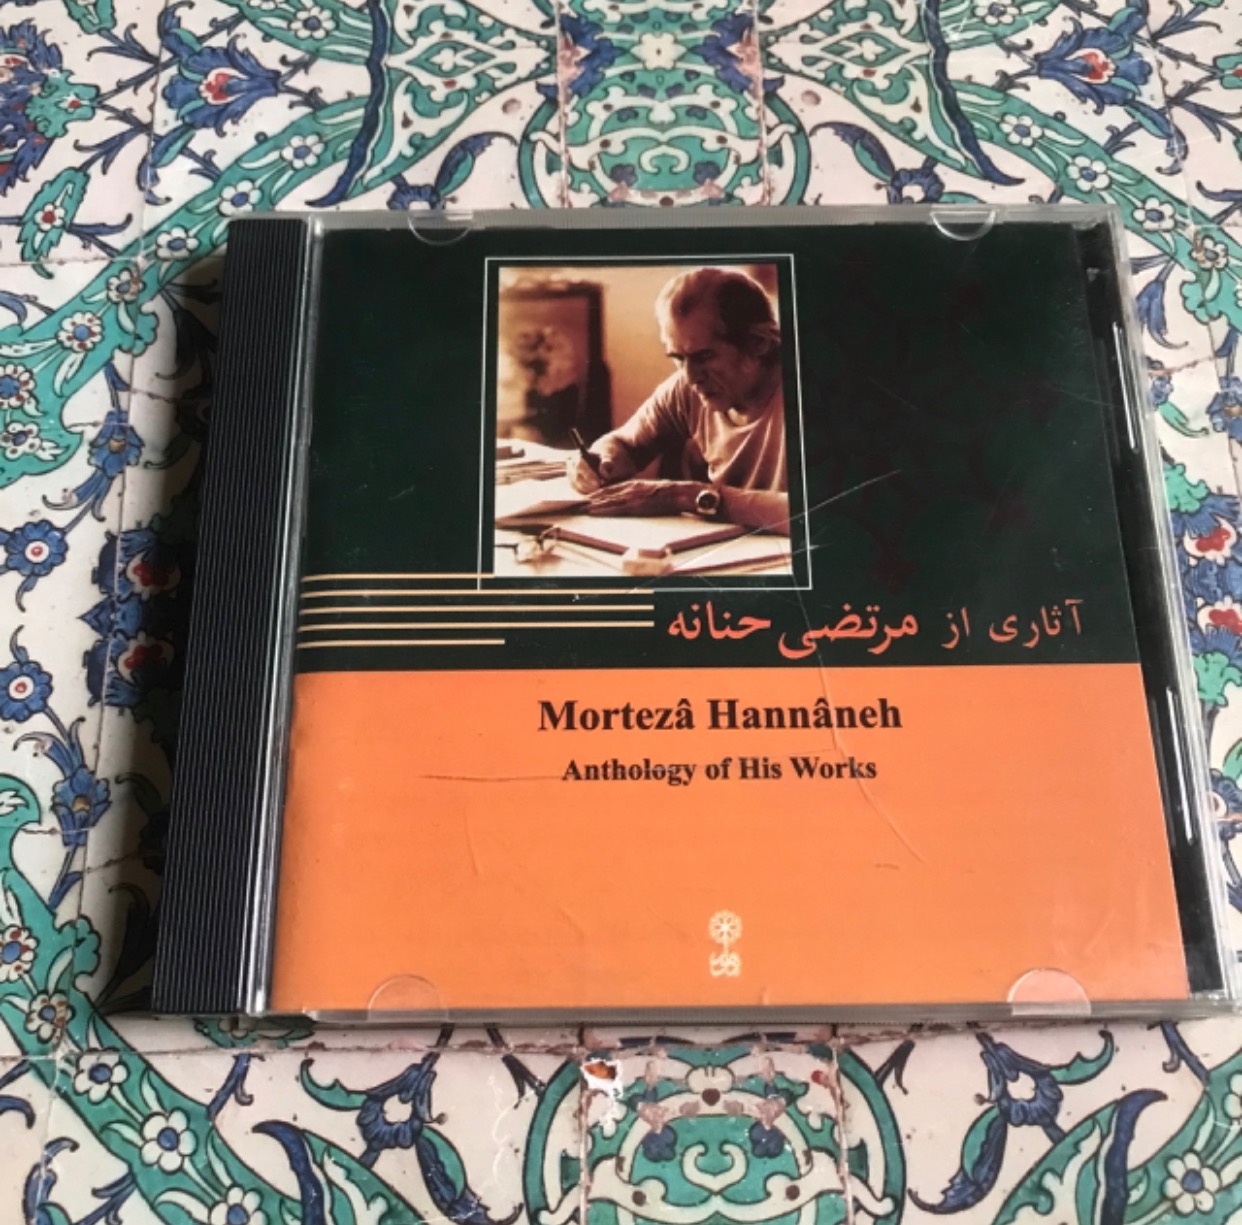 آثاری از مرتضی حنانه
Mortezâ Hannâneh
Anthology of His Works